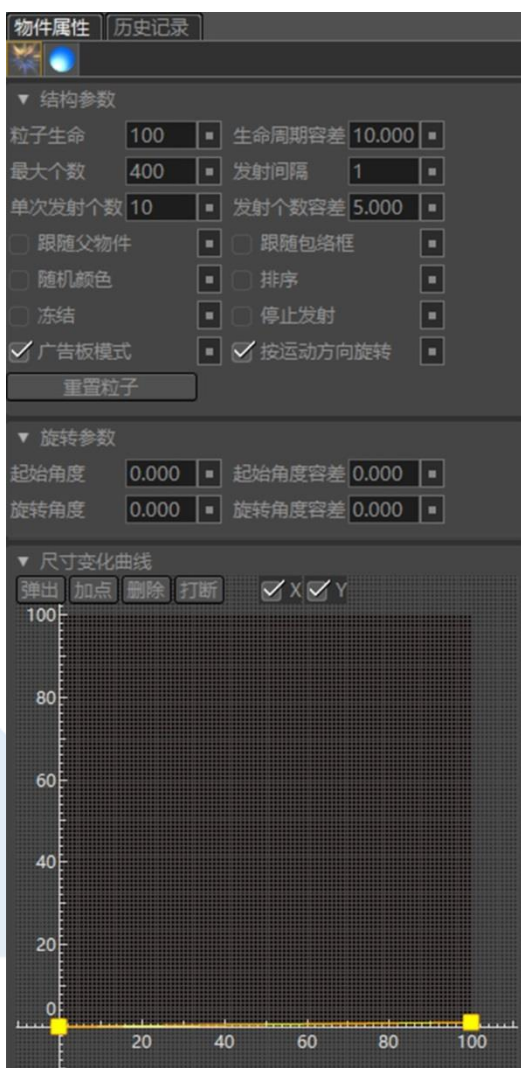 物件属性 历史记录
▼ 结构参数
粒子生命 100 生命周期容差 10.000
最大个数 400 发射间隔 1
单次发射个数 10 发射个数容差 5.000
跟随父物件 跟随包络框
随机颜色 排序
冻结 停止发射
广告板模式 按运动方向旋转
重置粒子
▼ 旋转参数
起始角度 0.000 起始角度容差 0.000
旋转角度 0.000 旋转角度容差 0.000
▼ 尺寸变化曲线
弹出 加点 删除 打断 X Y
100
80
60
40
20
0
20 40 60 80 100